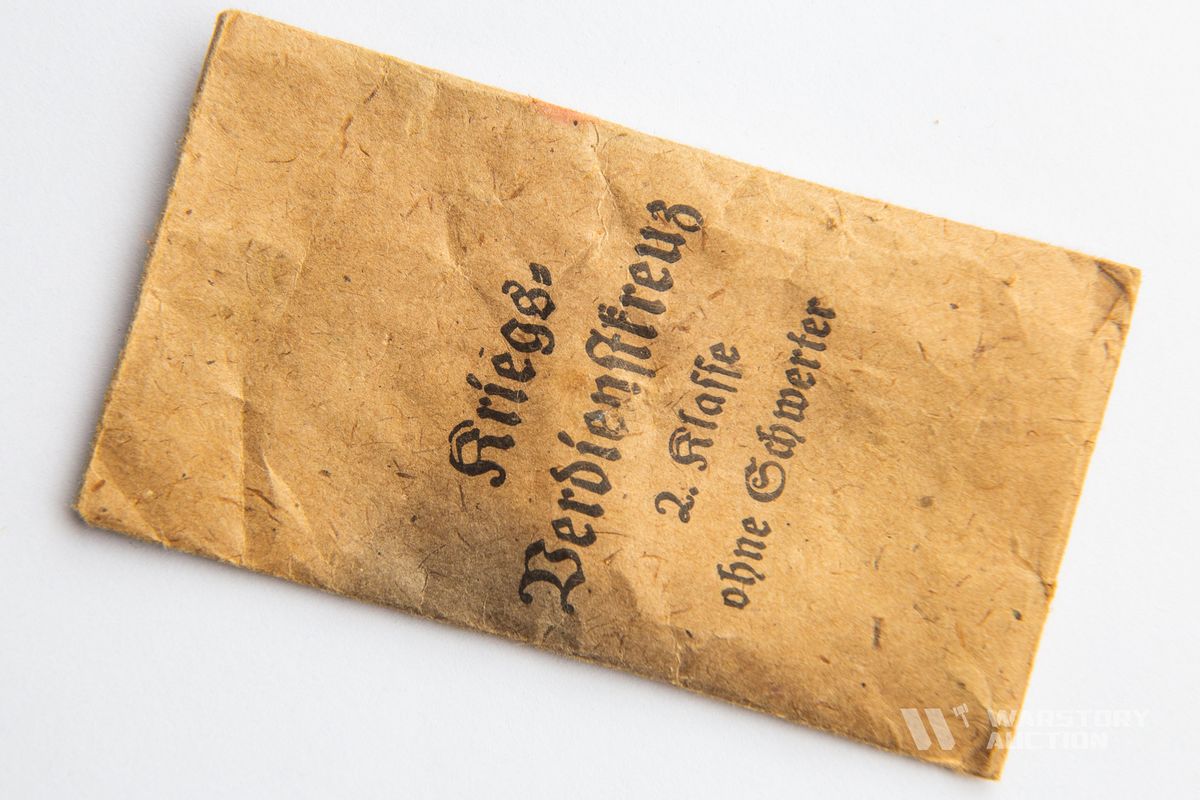 Kriegs-
Verdienstkreuz
2. Klasse
ohne Schwerter
WARSTORY
AUCTION